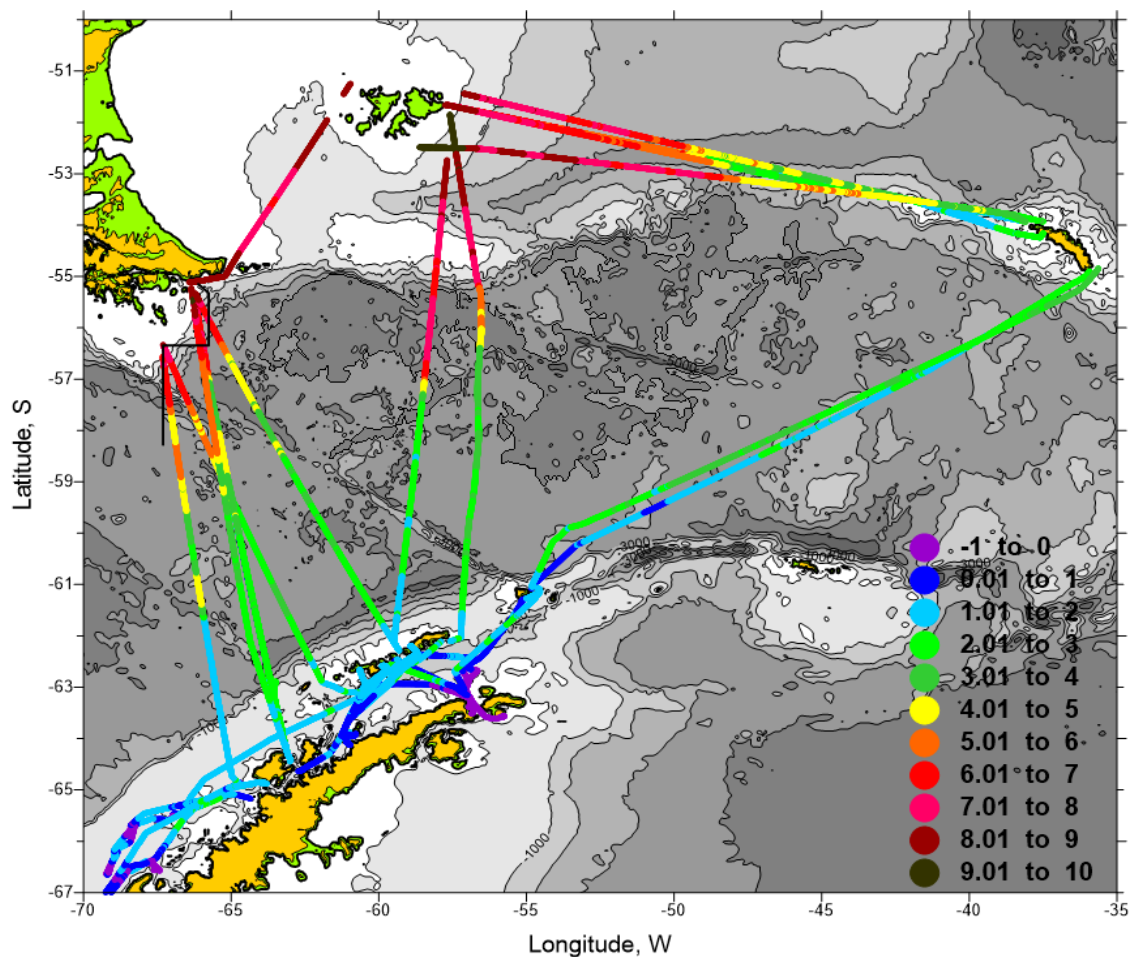 -51
-53
-55
-57
-59
-61
-63
-65
-67
Latitude, S
-70
-65
-60
-55
-50
-45
-40
-35
Longitude, W
-1 to 0
0.01 to 1
1.01 to 2
2.01 to 3
3.01 to 4
4.01 to 5
5.01 to 6
6.01 to 7
7.01 to 8
8.01 to 9
9.01 to 10
-3000
-1000
-3000
-1000
-1000